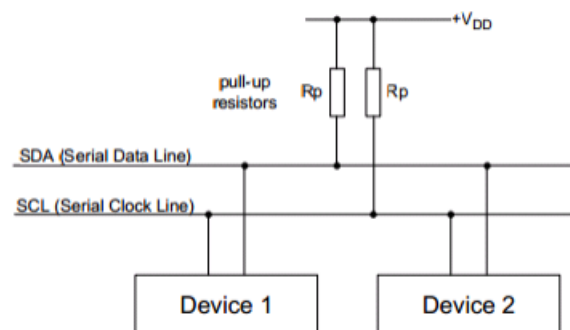 +VDD
pull-up
resistors
Rp
Rp
SDA (Serial Data Line)
SCL (Serial Clock Line)
Device 1
Device 2